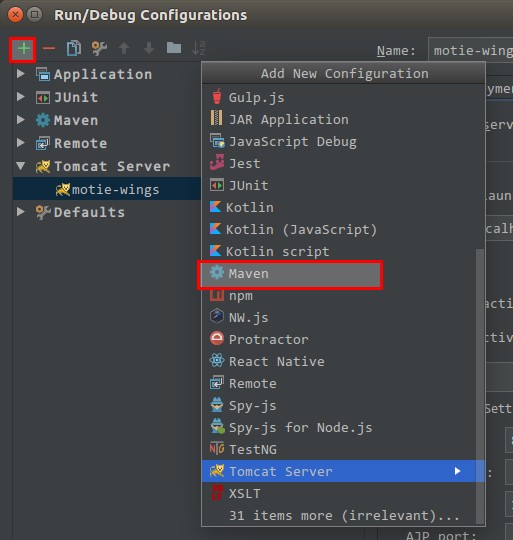 Run/Debug Configurations
Name: motie-wings
Application
JUnit
Maven
Remote
Tomcat Server
motie-wings
Defaults
Add New Configuration
Gulp.js
JAR Application
JavaScript Debug
Jest
JUnit
Kotlin
Kotlin (JavaScript)
Kotlin script
Maven
npm
NW.js
Protractor
React Native
Remote
Spy-js
Spy-js for Node.js
TestNG
Tomcat Server
XSLT
31 items more (irrelevant)...
AJP port: